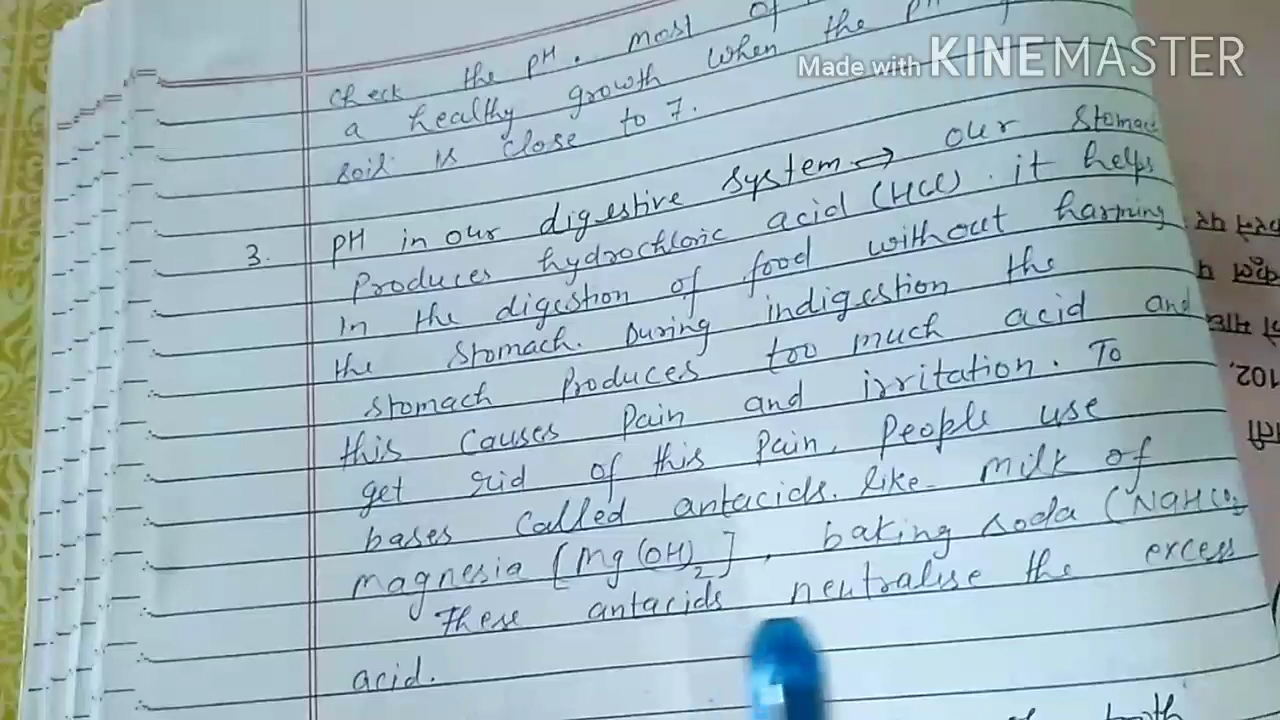 Made with KINEMASTER
check the pH. most of
a healthy growth when the pH
soil is close to 7.
3. PH in our digestive system → our stomac
Produces hydrochloric acid (HCl). it helps
in the digestion of food without harming
the stomach. During indigestion the
stomach Produces too much acid and
this causes Pain and irritation. To
get rid of this Pain, People use
bases called antacids. like- milk of
magnesia [Mg(OH)2], baking soda (NaHCO3
These antacids neutralise the excess
acid.
102.